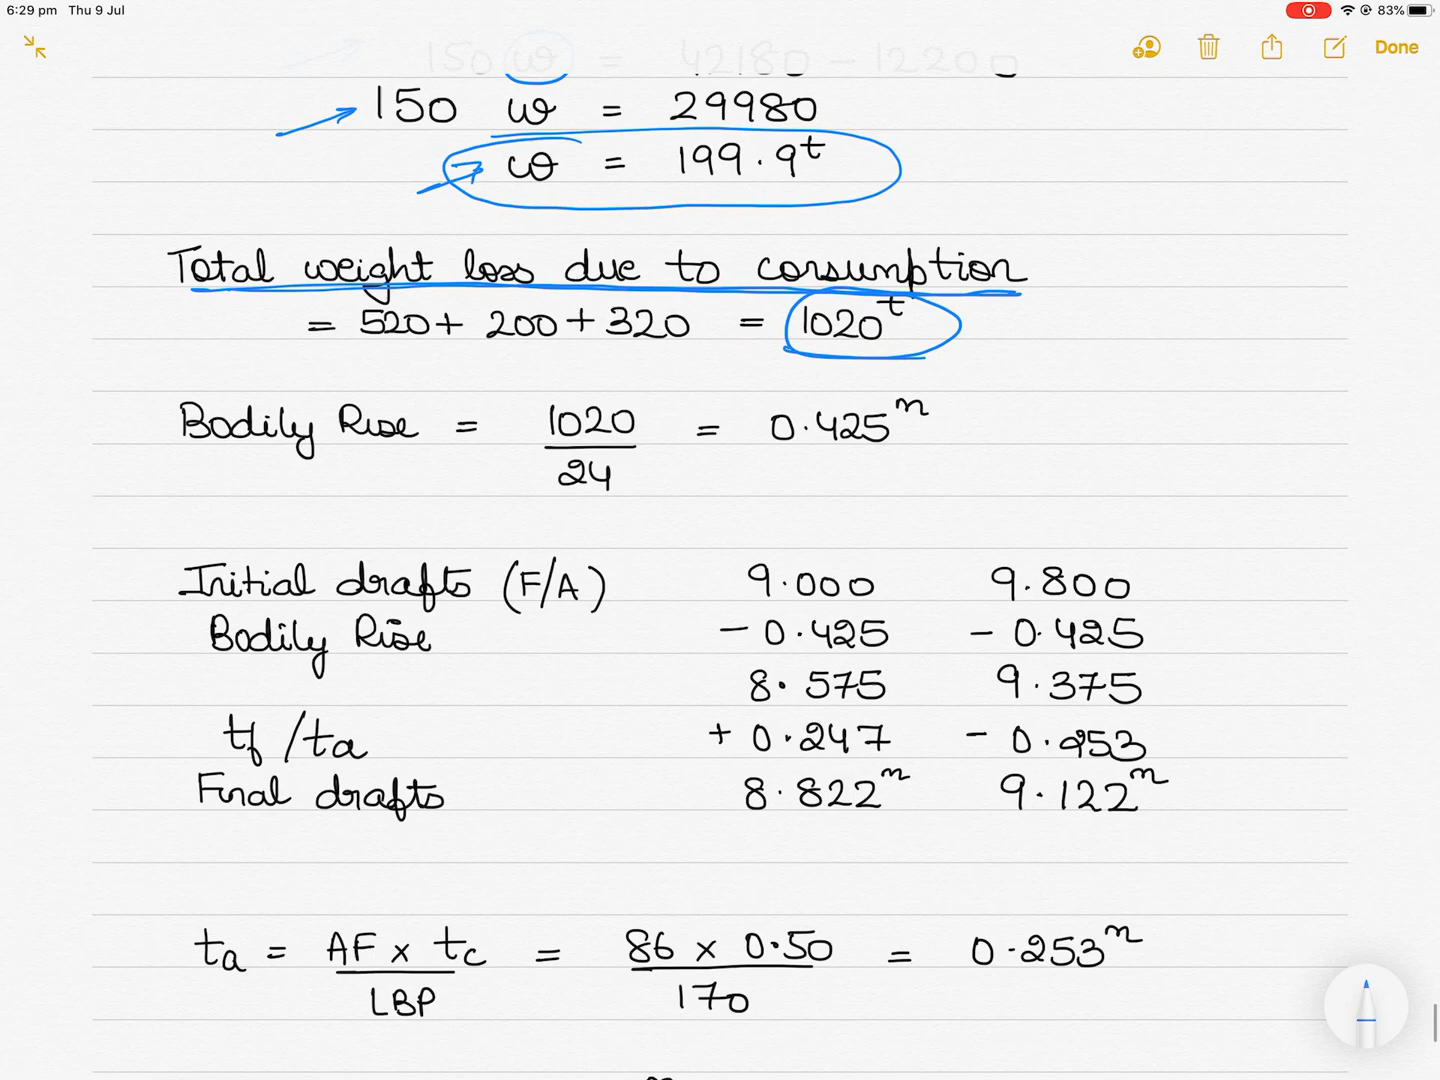 6:29 pm Thu 9 Jul 83%
Done
150 w = 42180 - 12200
150 w = 29980
w = 199.9t
Total weight loss due to consumption
= 520 + 200 + 320 = 1020t
Bodily Rise = 1020/24 = 0.425m
Initial drafts (F/A) 9.000 9.800
Bodily Rise - 0.425 - 0.425
8.575 9.375
tf /ta + 0.247 - 0.253
Final drafts 8.822m 9.122m
ta = AF x tc / LBP = 86 x 0.50 / 170 = 0.253m